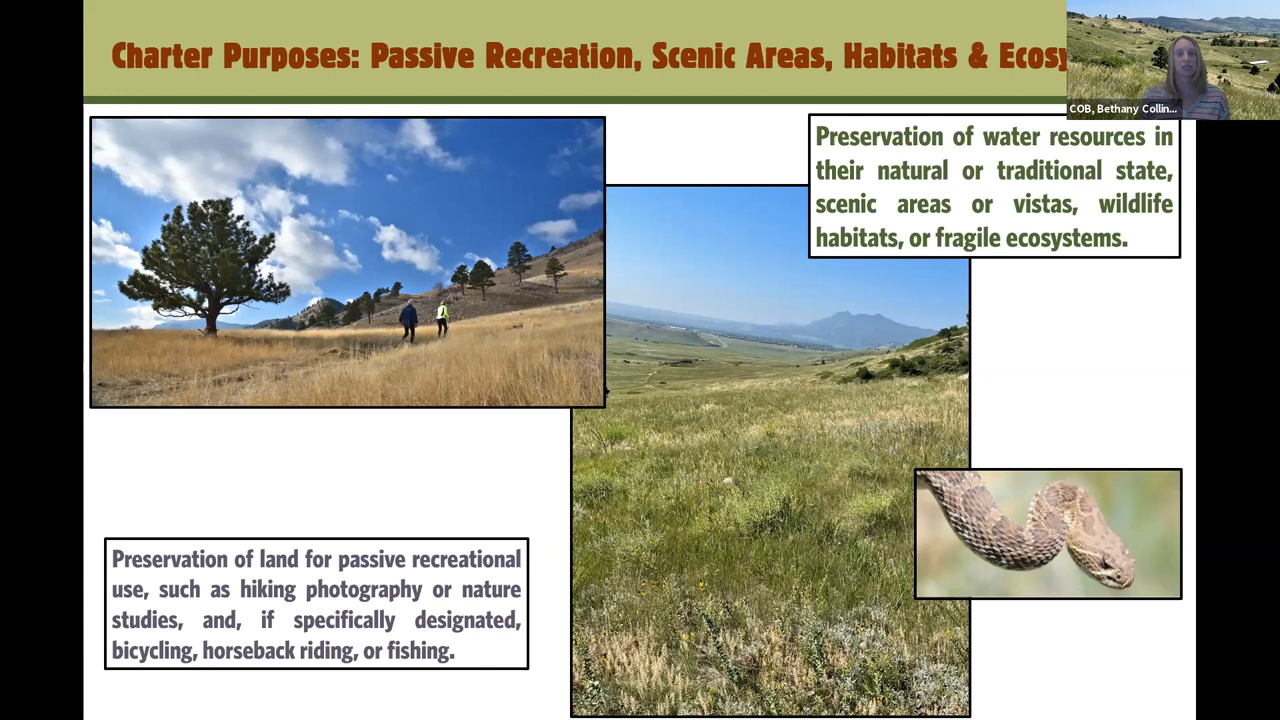 Charter Purposes: Passive Recreation, Scenic Areas, Habitats & Ecosy
COB, Bethany Collin...
Preservation of water resources in
their natural or traditional state,
scenic areas or vistas, wildlife
habitats, or fragile ecosystems.
Preservation of land for passive recreational
use, such as hiking photography or nature
studies, and, if specifically designated,
bicycling, horseback riding, or fishing.